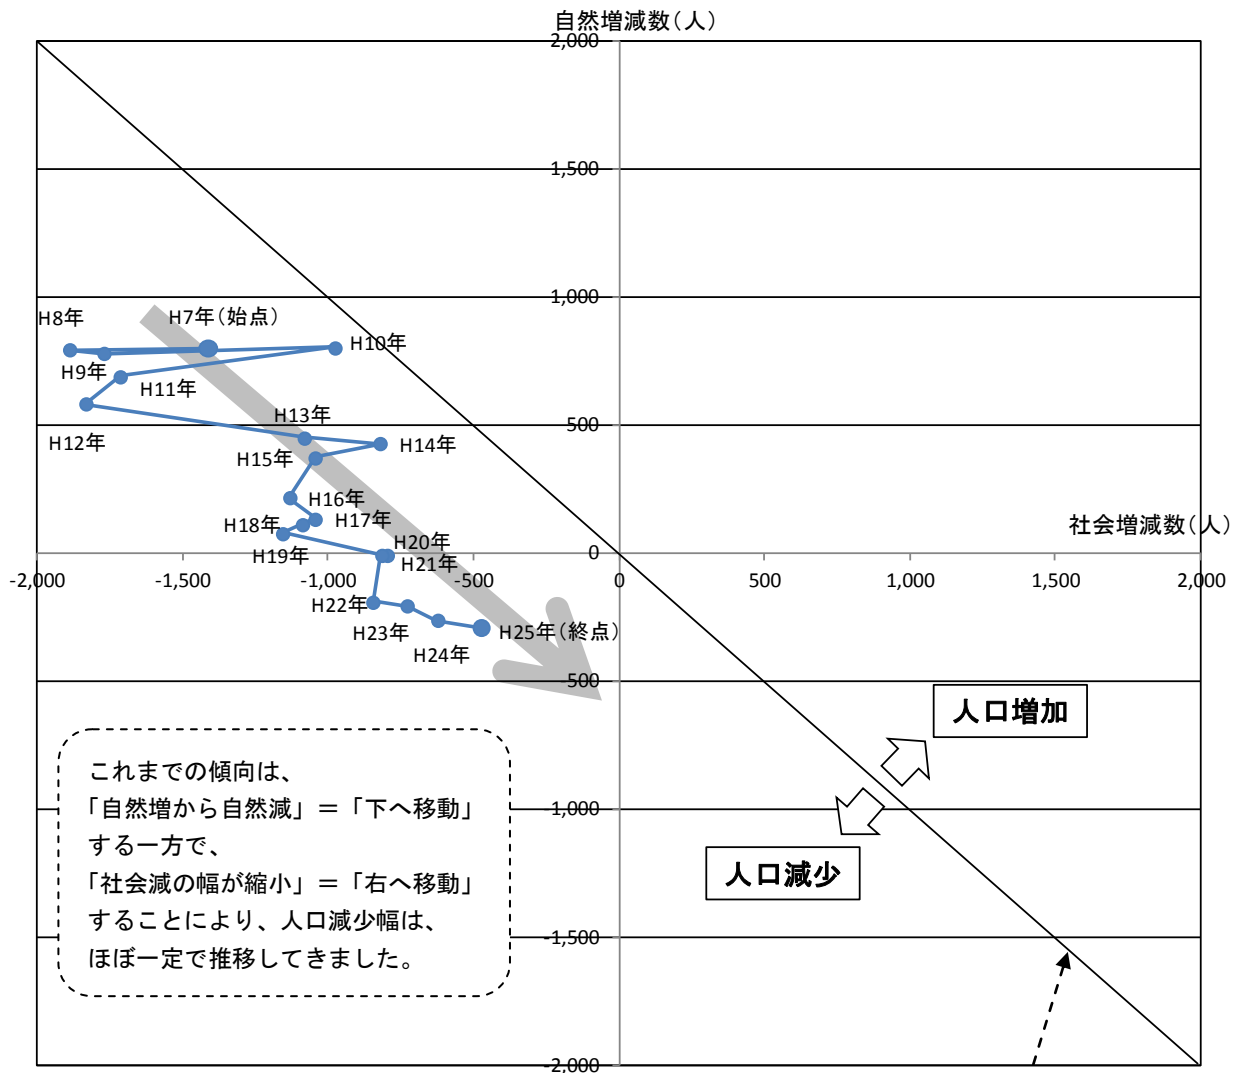 自然増減数（人）
2,000
1,500
1,000
H8年
H7年（始点）
H10年
H9年
H11年
H13年
500
H12年
H14年
H15年
H16年
H18年
H17年
社会増減数（人）
H19年
H20年
H21年
0
-2,000
-1,500
-1,000
-500
0
500
1,000
1,500
2,000
H22年
H23年
H25年（終点）
H24年
-500
人口増加
これまでの傾向は、
「自然増から自然減」＝「下へ移動」
する一方で、
「社会減の幅が縮小」＝「右へ移動」
することにより、人口減少幅は、
ほぼ一定で推移してきました。
-1,000
人口減少
-1,500
-2,000